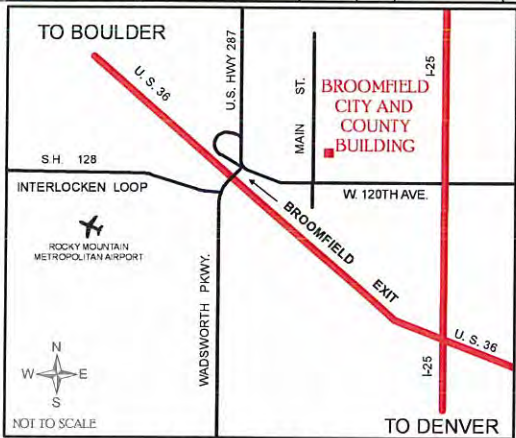 TO BOULDER
U.S. 36
U.S. HWY 287
MAIN ST.
I-25
BROOMFIELD
CITY AND
COUNTY
BUILDING
S.H. 128
INTERLOCKEN LOOP
W. 120TH AVE.
BROOMFIELD EXIT
ROCKY MOUNTAIN
METROPOLITAN AIRPORT
WADSWORTH PKWY.
U.S. 36
I-25
N
W E
S
NOT TO SCALE
TO DENVER